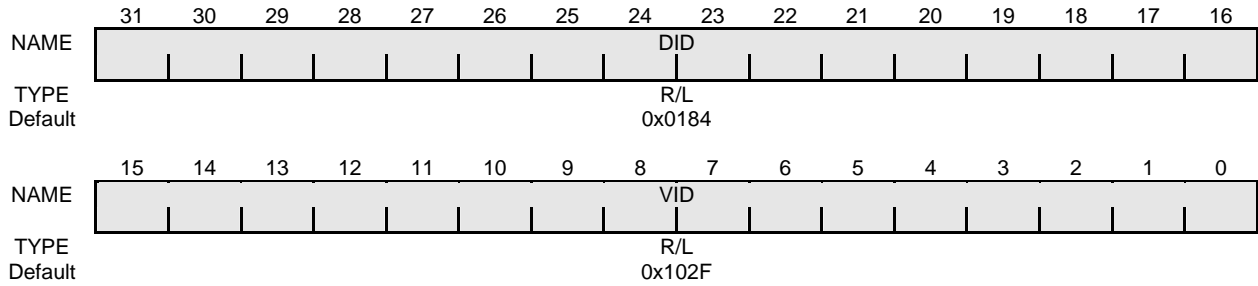 31 30 29 28 27 26 25 24 23 22 21 20 19 18 17 16
NAME DID
TYPE R/L
Default 0x0184
15 14 13 12 11 10 9 8 7 6 5 4 3 2 1 0
NAME VID
TYPE R/L
Default 0x102F